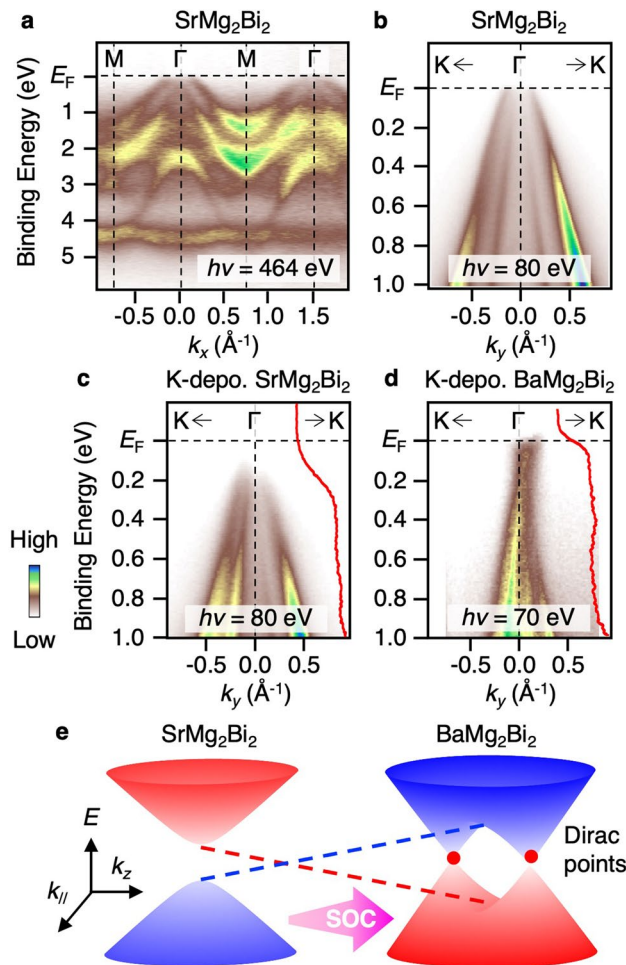 a
SrMg2Bi2
M Γ M Γ
EF
1
2
3
4
5
Binding Energy (eV)
hν = 464 eV
-0.5 0.0 0.5 1.0 1.5
kx (Å-1)
b
SrMg2Bi2
K← Γ →K
EF
0.2
0.4
0.6
0.8
1.0
hν = 80 eV
-0.5 0.0 0.5
ky (Å-1)
c
K-depo. SrMg2Bi2
K← Γ →K
EF
0.2
0.4
0.6
0.8
1.0
Binding Energy (eV)
High
Low
hν = 80 eV
-0.5 0.0 0.5
ky (Å-1)
d
K-depo. BaMg2Bi2
K← Γ →K
EF
0.2
0.4
0.6
0.8
1.0
hν = 70 eV
-0.5 0.0 0.5
ky (Å-1)
e
SrMg2Bi2
BaMg2Bi2
E
kz
k//
SOC
Dirac
points